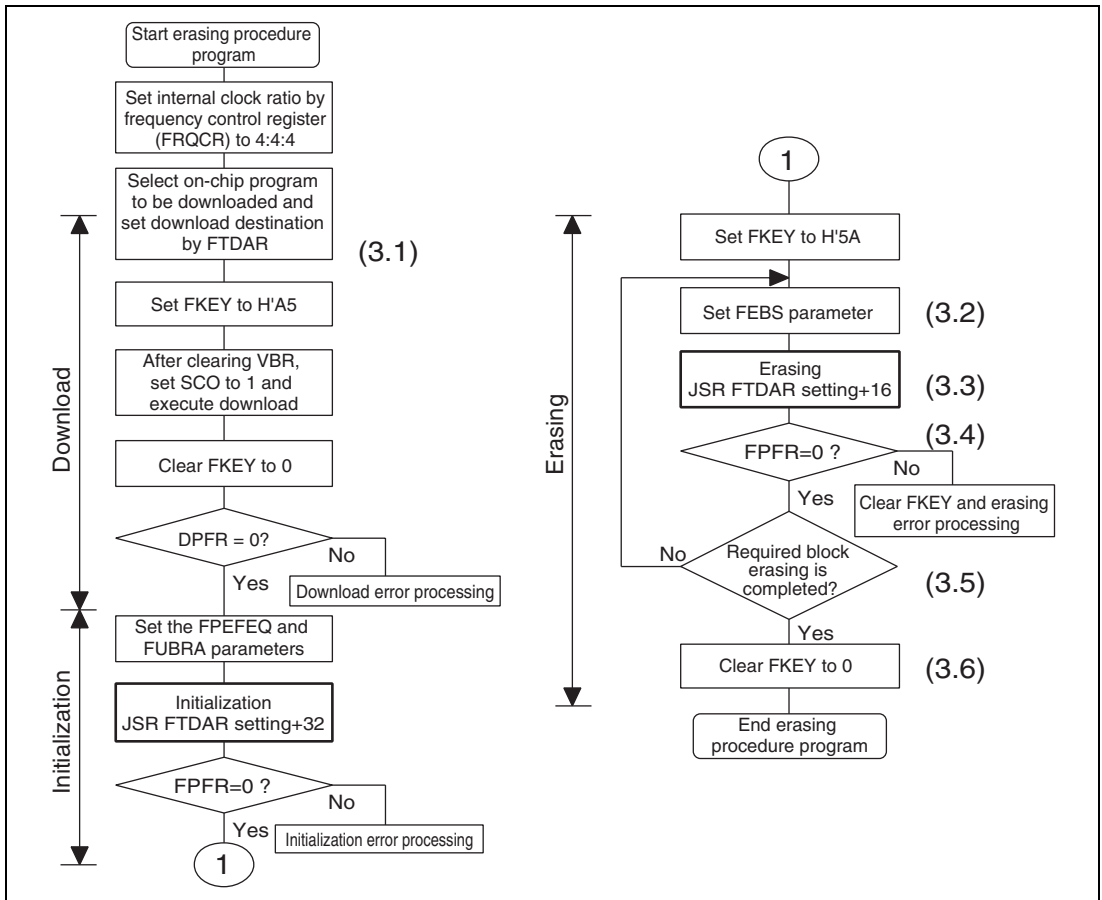 Start erasing procedure
program
Set internal clock ratio by
frequency control register
(FRQCR) to 4:4:4
Select on-chip program
to be downloaded and
set download destination
by FTDAR
(3.1)
Set FKEY to H'A5
After clearing VBR,
set SCO to 1 and
execute download
Clear FKEY to 0
DPFR = 0?
No
Yes
Download error processing
Download
Set the FPEFEQ and
FUBRA parameters
Initialization
JSR FTDAR setting+32
FPFR=0 ?
No
Yes
Initialization error processing
Initialization
1
1
Set FKEY to H'5A
Set FEBS parameter
(3.2)
Erasing
JSR FTDAR setting+16
(3.3)
(3.4)
FPFR=0 ?
No
Yes
Clear FKEY and erasing
error processing
Erasing
No
Required block
erasing is
completed?
(3.5)
Yes
Clear FKEY to 0
(3.6)
End erasing
procedure program